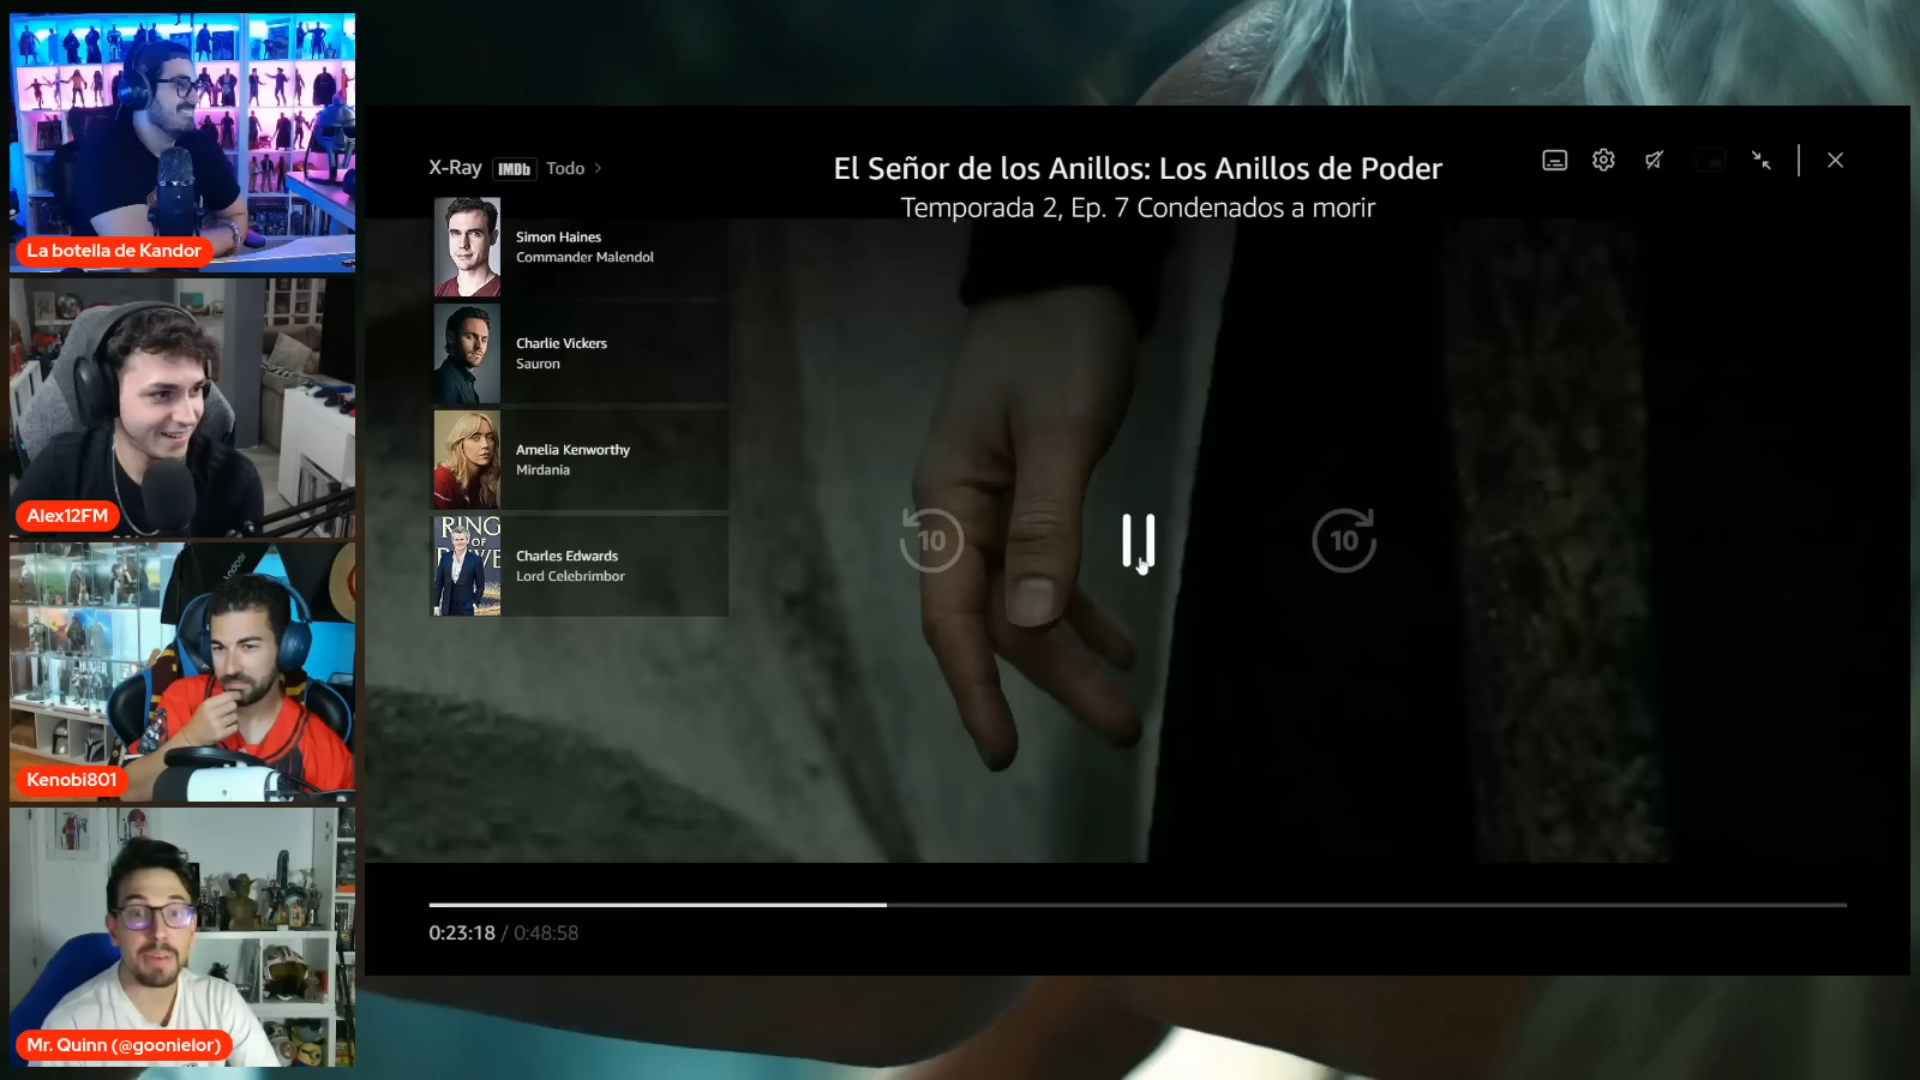 La botella de Kandor
Alex12FM
Kenobi801
Mr. Quinn (@goonielor)
X-Ray IMDb Todo >
El Señor de los Anillos: Los Anillos de Poder
Temporada 2, Ep. 7 Condenados a morir
Simon Haines
Commander Malendol
Charlie Vickers
Sauron
Amelia Kenworthy
Mirdania
RING
OF
Charles Edwards
Lord Celebrimbor
10
10
0:23:18 / 0:48:58